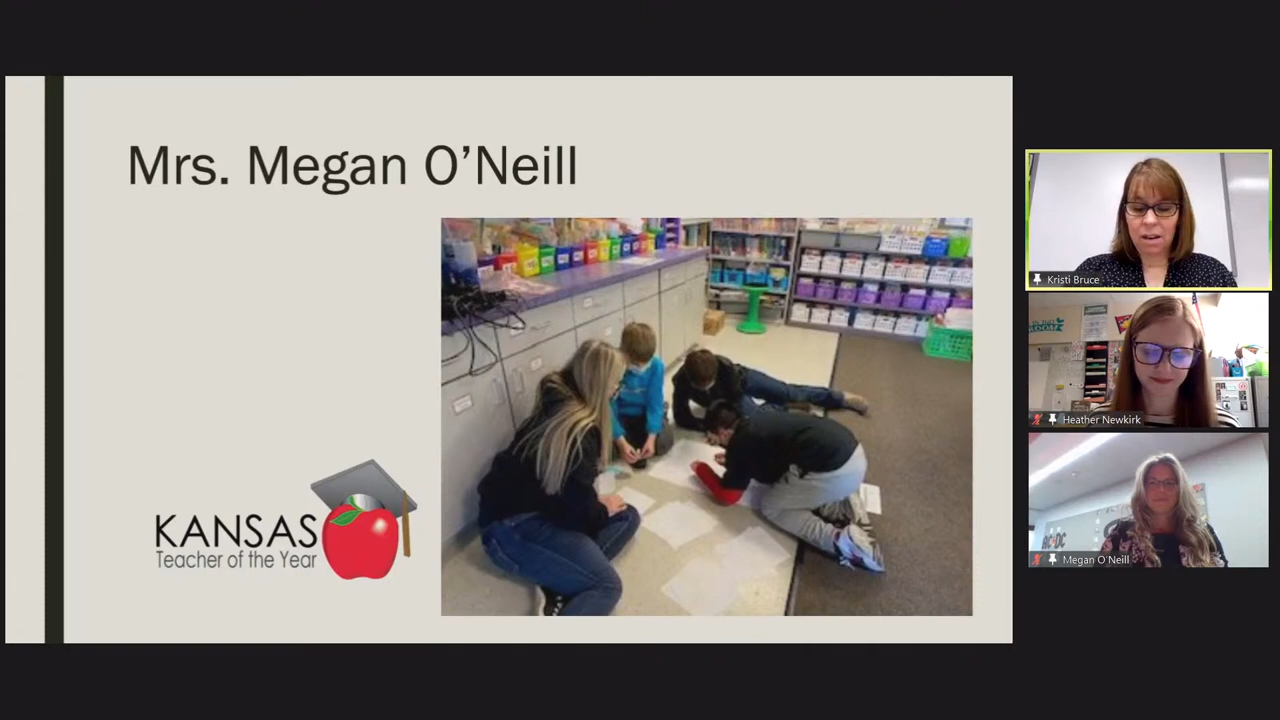 Mrs. Megan O'Neill
KANSAS
Teacher of the Year
Kristi Bruce
Heather Newkirk
Megan O'Neill